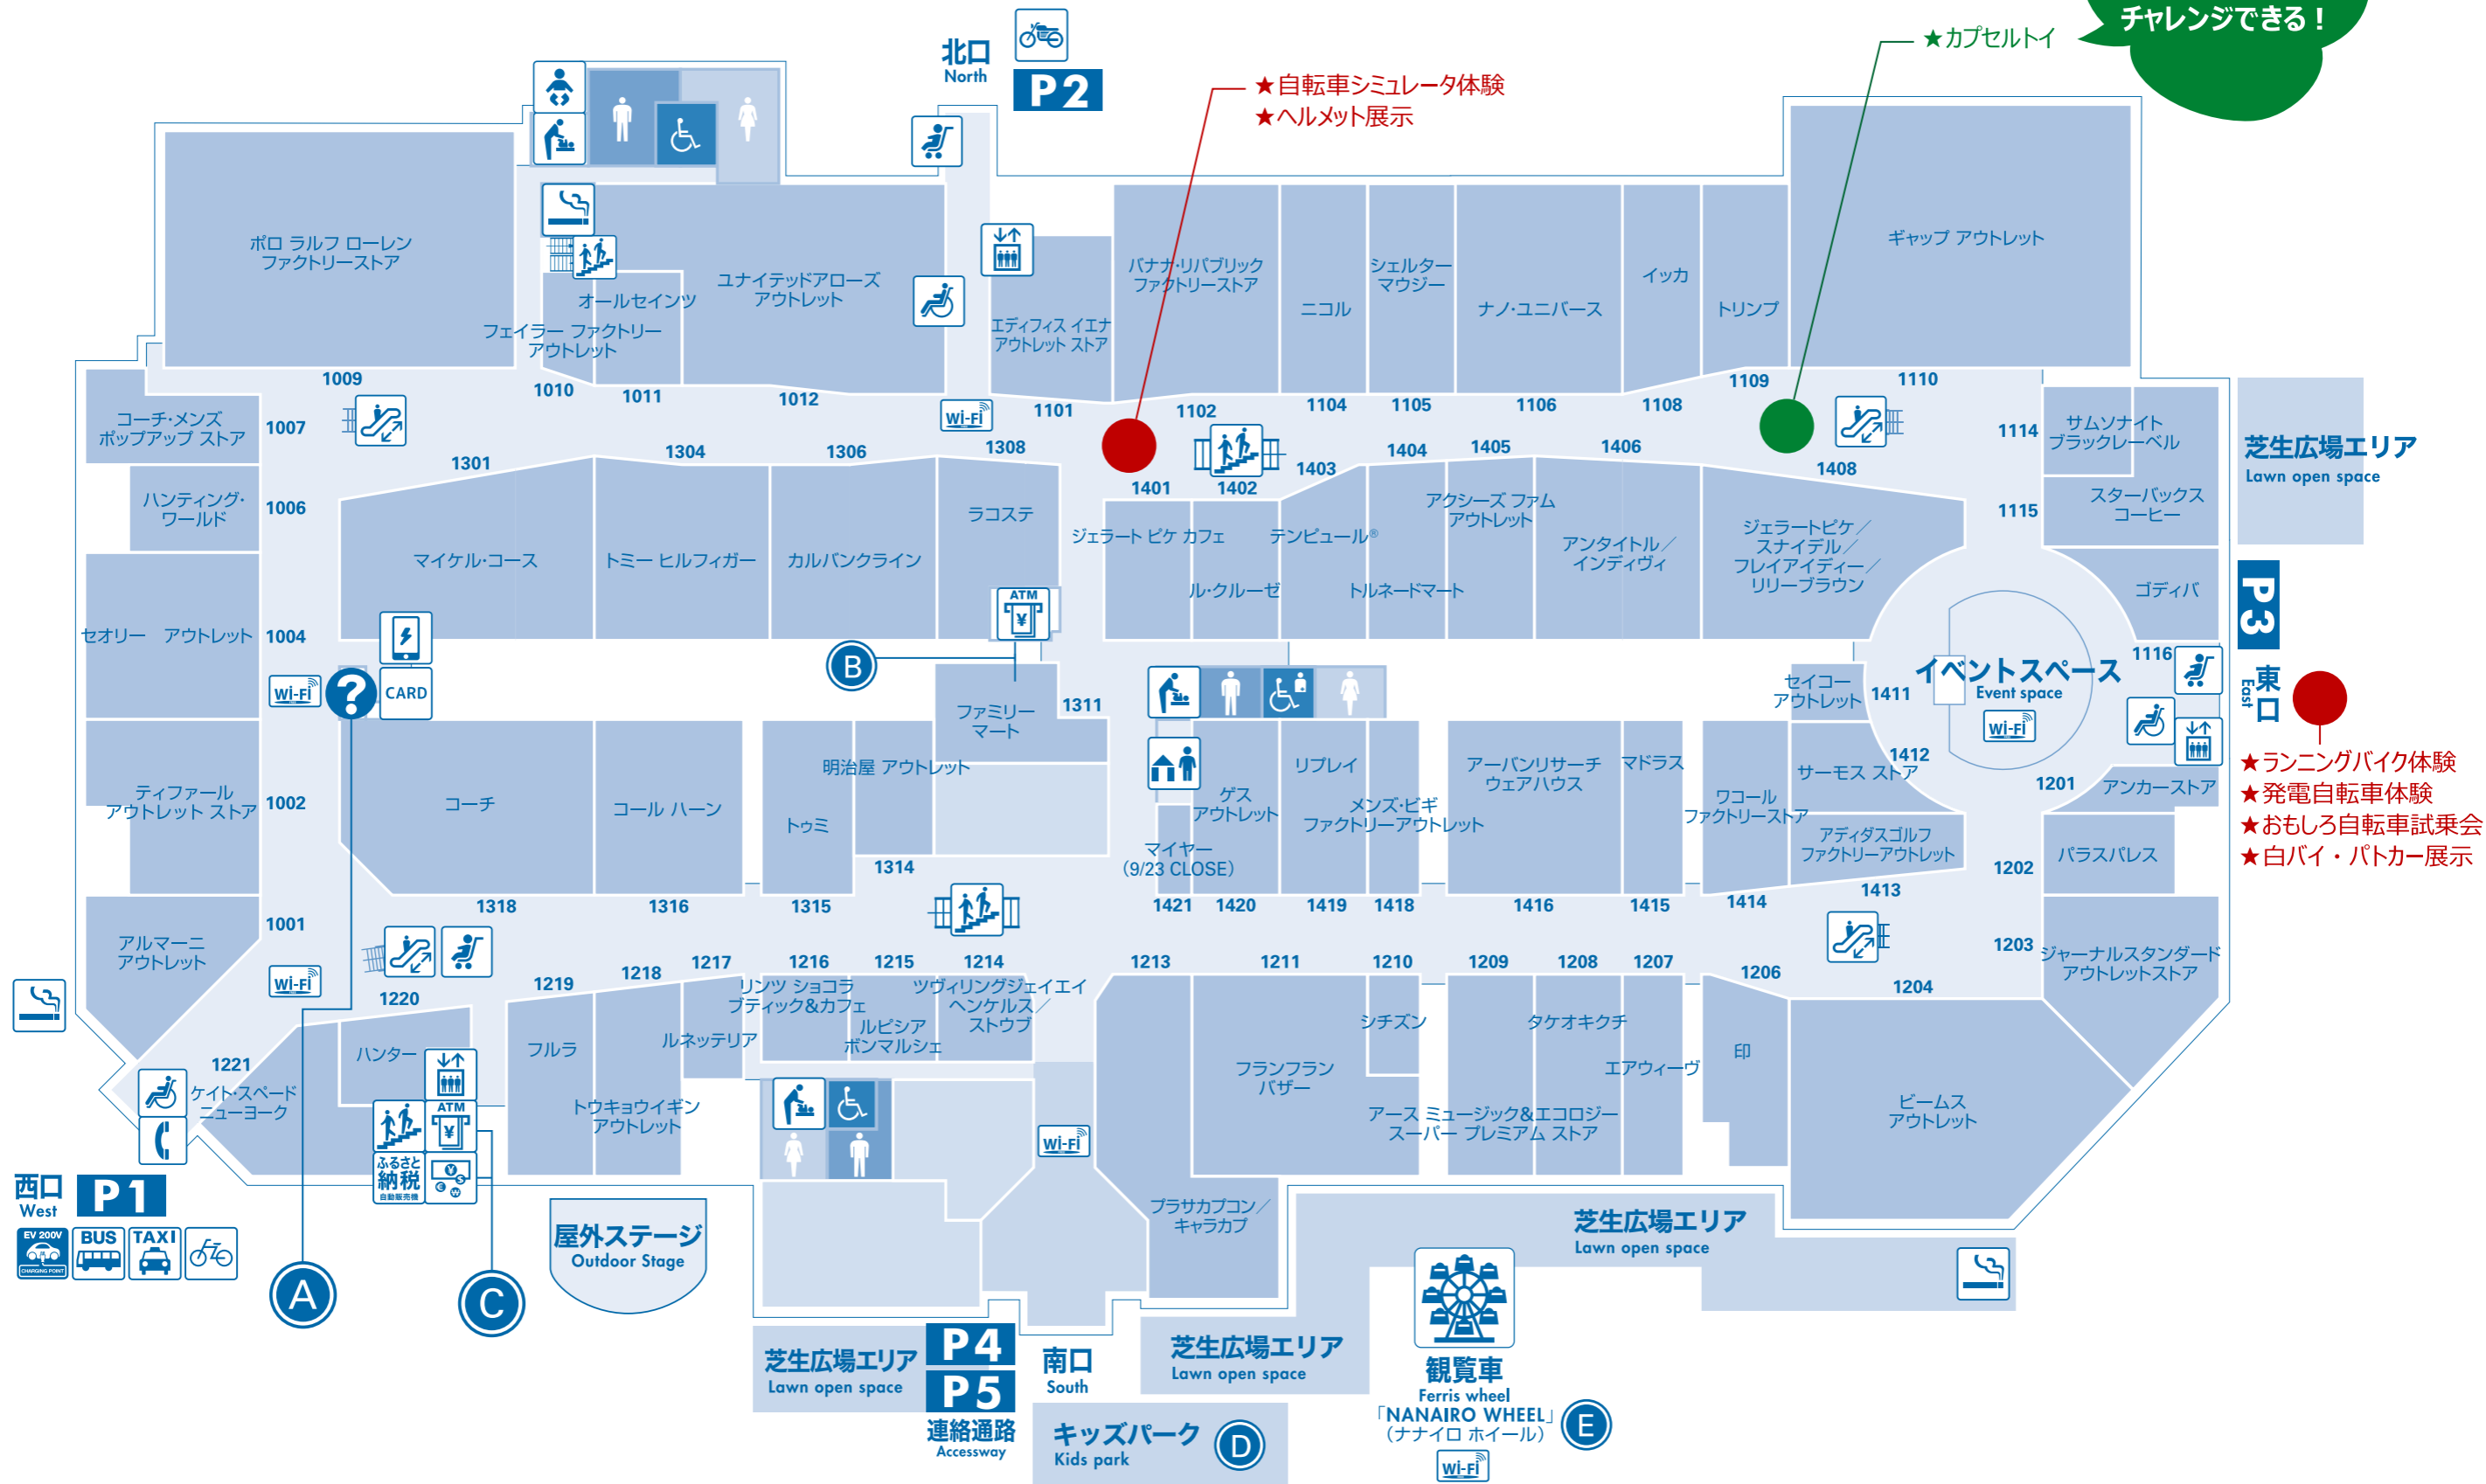 チャレンジできる！
★カプセルトイ
北口
North
P2
★自転車シミュレータ体験
★ヘルメット展示
ポロ ラルフ ローレン
ファクトリーストア
オールセインツ
フェイラー ファクトリー
アウトレット
ユナイテッドアローズ
アウトレット
エディフィス イエナ
アウトレット ストア
バナナ・リパブリック
ファクトリーストア
ニコル
シェルター
マウジー
ナノ・ユニバース
イッカ
トリンプ
ギャップ アウトレット
1009
1010
1011
1012
1101
1102
1104
1105
1106
1108
1109
1110
Wi-Fi
コーチ・メンズ
ポップアップ ストア
1007
ハンティング・
ワールド
1006
セオリー アウトレット
1004
ティファール
アウトレット ストア
1002
アルマーニ
アウトレット
1001
1301
1304
1306
1308
1401
1402
1403
1404
1405
1406
1408
マイケル・コース
トミー ヒルフィガー
カルバンクライン
ラコステ
ジェラート ピケ カフェ
ル・クルーゼ
テンピュール®
トルネードマート
アクシーズ ファム
アウトレット
アンタイトル／
インディヴィ
ジェラートピケ／
スナイデル／
フレイアイディー／
リリーブラウン
1114
サムソナイト
ブラックレーベル
1115
スターバックス
コーヒー
ゴディバ
1116
芝生広場エリア
Lawn open space
P3
東口
East
★ランニングバイク体験
★発電自転車体験
★おもしろ自転車試乗会
★白バイ・パトカー展示
イベントスペース
Event space
Wi-Fi
ATM
¥
B
Wi-Fi
?
CARD
コーチ
コール ハーン
トゥミ
明治屋 アウトレット
ファミリー
マート
1311
1314
1318
1316
1315
ゲス
アウトレット
リプレイ
メンズ・ビギ
ファクトリーアウトレット
アーバンリサーチ
ウェアハウス
マドラス
ワコール
ファクトリーストア
セイコー
アウトレット
1411
サーモス ストア
1412
アディダスゴルフ
ファクトリーアウトレット
1413
マイヤー
(9/23 CLOSE)
1421
1420
1419
1418
1416
1415
1414
1201
アンカーストア
1202
パラスパレス
1203
ジャーナルスタンダード
アウトレットストア
Wi-Fi
1220
1219
1218
1217
1216
1215
1214
1213
1211
1210
1209
1208
1207
1206
1204
1221
ケイト・スペード
ニューヨーク
ハンター
フルラ
トウキョウイギン
アウトレット
ルネッテリア
リンツ ショコラ
ブティック&カフェ
ルピシア
ボンマルシェ
ツヴィリングジェイエイ
ヘンケルス／
ストウブ
フランフラン
バザー
シチズン
アース ミュージック&エコロジー
スーパー プレミアム ストア
タケオキクチ
エアウィーヴ
印
ビームス
アウトレット
プラサカプコン／
キャラカプ
ATM
¥
ふるさと
納税
自動販売機
Wi-Fi
西口
West
P1
EV 200V
CHARGING POINT
BUS
TAXI
A
C
屋外ステージ
Outdoor Stage
芝生広場エリア
Lawn open space
P4
P5
連絡通路
Accessway
南口
South
キッズパーク
Kids park
D
芝生広場エリア
Lawn open space
芝生広場エリア
Lawn open space
観覧車
Ferris wheel
「NANAIRO WHEEL」
（ナナイロ ホイール）
E
Wi-Fi